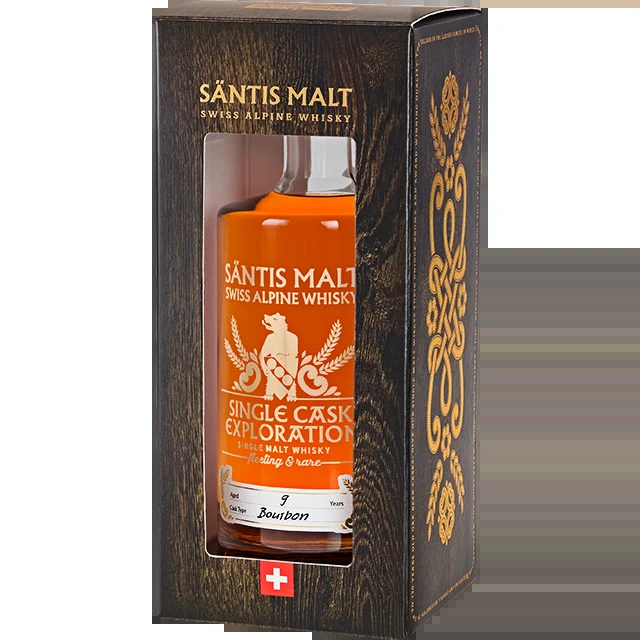 SÄNTIS MALT
SWISS ALPINE WHISKY
SÄNTIS MALT
SWISS ALPINE WHISKY
SINGLE CASK
EXPLORATION
SINGLE MALT WHISKY
fleeting & rare
Aged 9 Years
Cask Type Bourbon